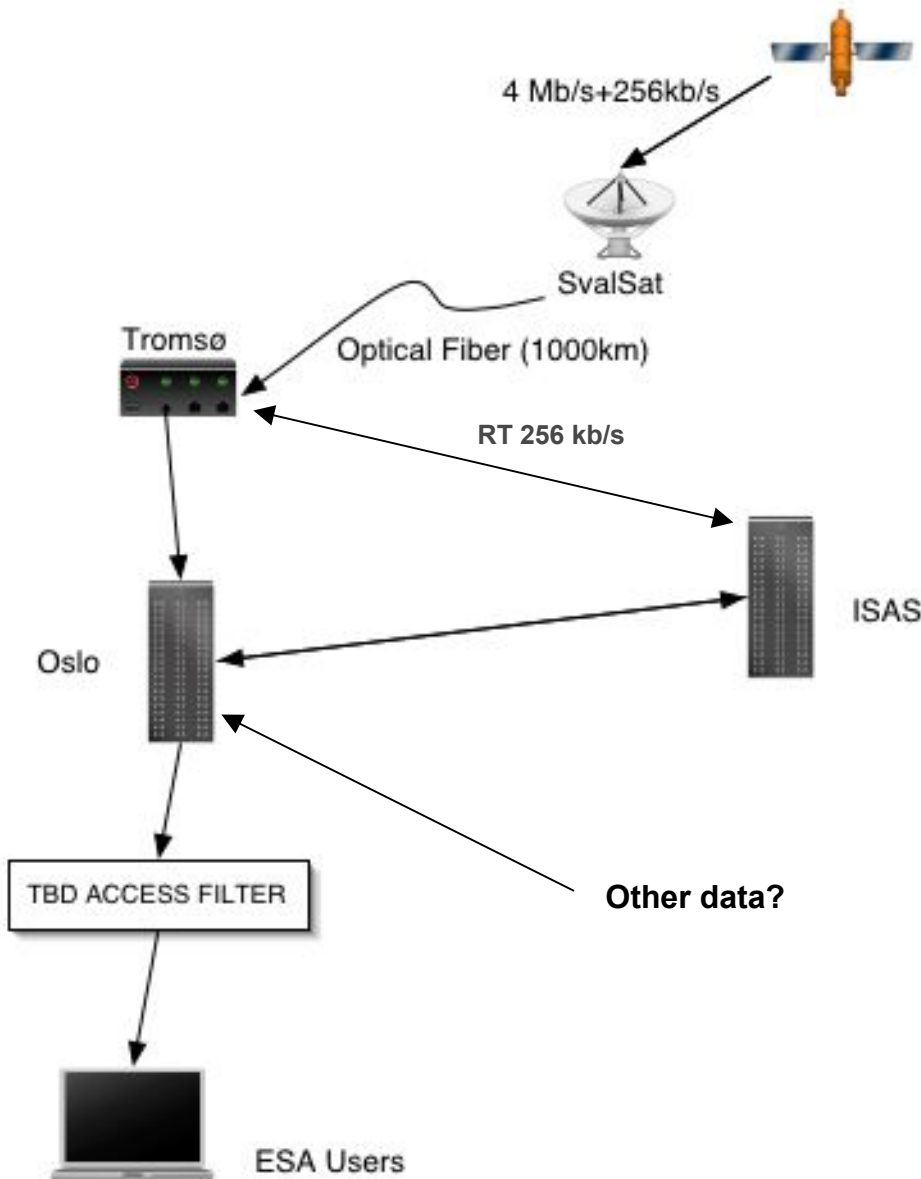 4 Mb/s+256kb/s
SvalSat
Tromsø
Optical Fiber (1000km)
RT 256 kb/s
ISAS
Oslo
TBD ACCESS FILTER
Other data?
ESA Users